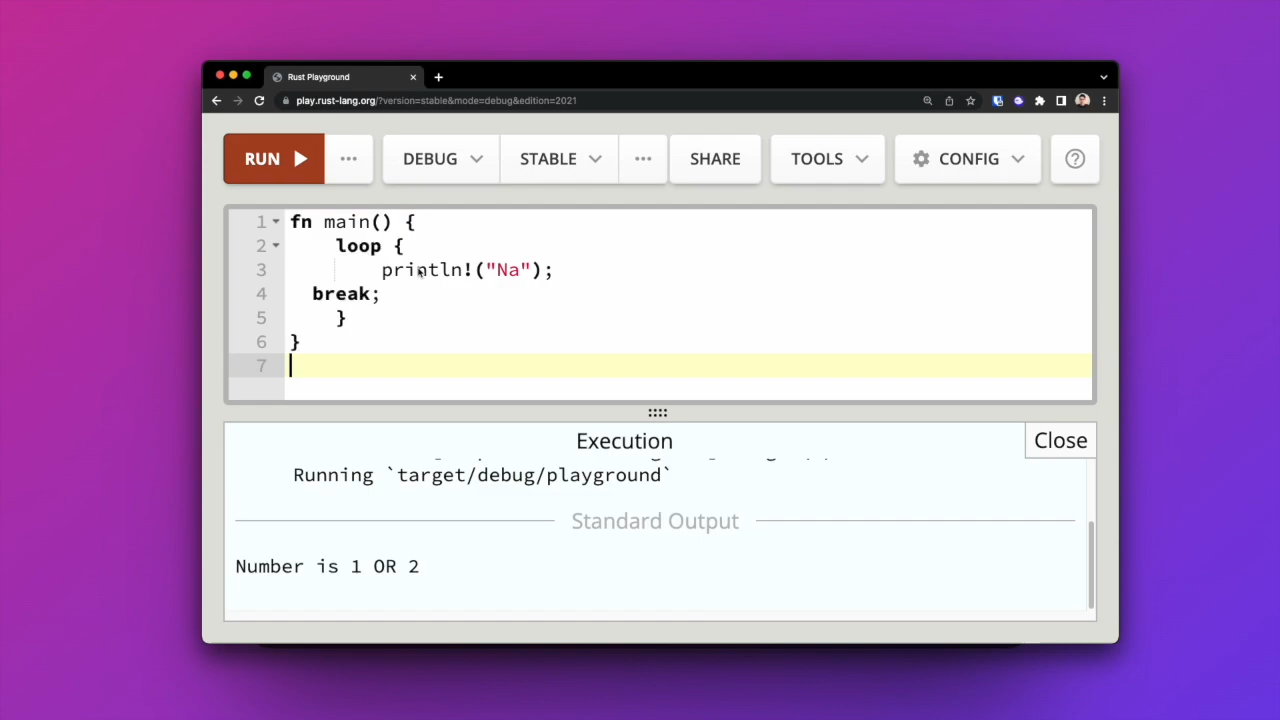 Rust Playground
play.rust-lang.org/?version=stable&mode=debug&edition=2021
RUN DEBUG STABLE SHARE TOOLS CONFIG
1 fn main() {
2 loop {
3 println!("Na");
4 break;
5 }
6 }
7
Execution Close
Running `target/debug/playground`
Standard Output
Number is 1 OR 2